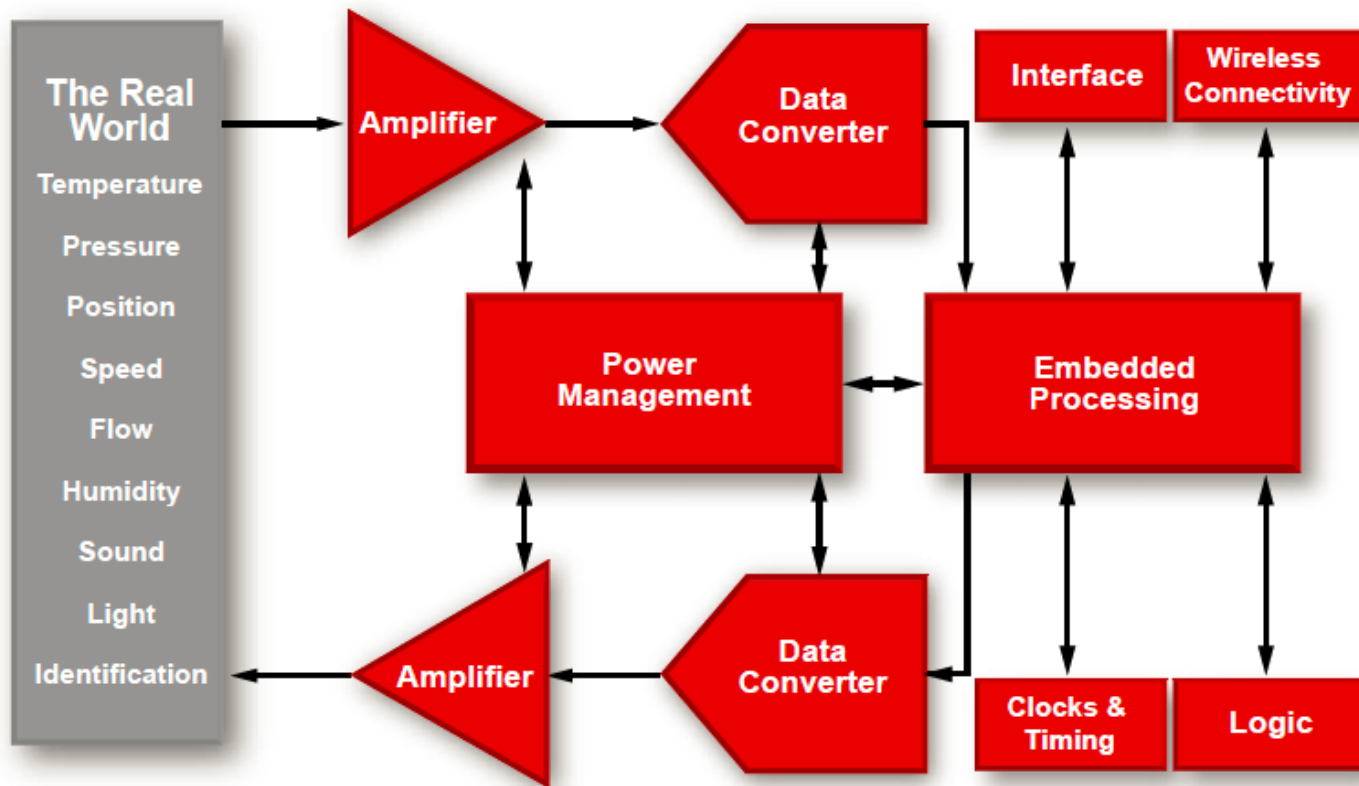 The Real
World
Temperature
Pressure
Position
Speed
Flow
Humidity
Sound
Light
Identification
Amplifier
Data
Converter
Interface
Wireless
Connectivity
Power
Management
Embedded
Processing
Amplifier
Data
Converter
Clocks &
Timing
Logic